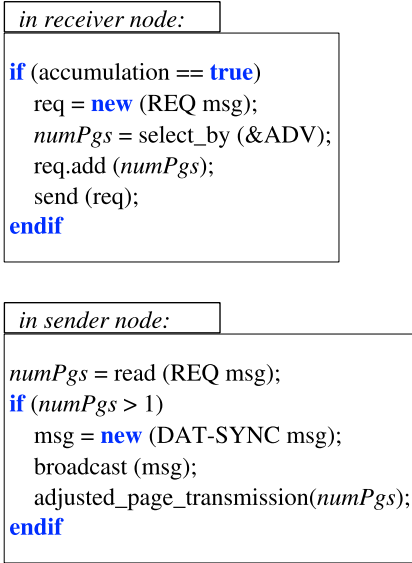 in receiver node:
if (accumulation == true)
req = new (REQ msg);
numPgs = select_by (&ADV);
req.add (numPgs);
send (req);
endif
in sender node:
numPgs = read (REQ msg);
if (numPgs > 1)
msg = new (DAT-SYNC msg);
broadcast (msg);
adjusted_page_transmission(numPgs);
endif